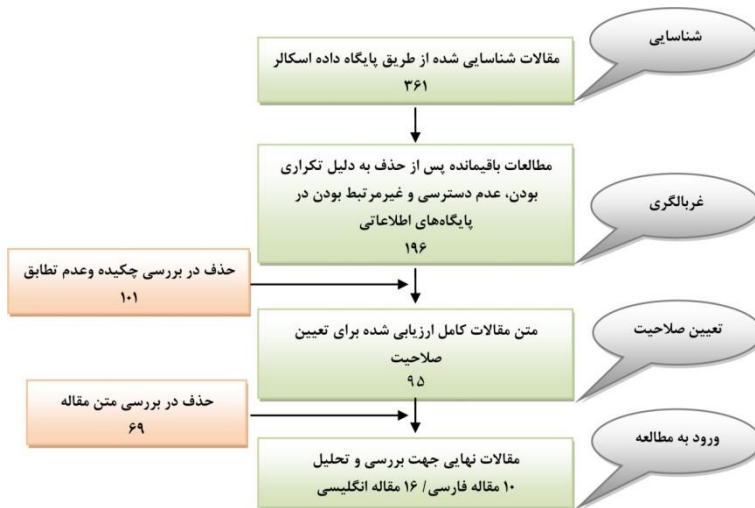 شناسایی
مقالات شناسایی شده از طریق پایگاه داده اسکالر
۳۶۱
مطالعات باقیمانده پس از حذف به دلیل تکراری
بودن، عدم دسترسی و غیرمرتبط بودن در
پایگاه‌های اطلاعاتی
۱۹۶
غربالگری
حذف در بررسی چکیده وعدم تطابق
۱۰۱
متن مقالات کامل ارزیابی شده برای تعیین
صلاحیت
۹۵
تعیین صلاحیت
حذف در بررسی متن مقاله
۶۹
مقالات نهایی جهت بررسی و تحلیل
۱۰ مقاله فارسی/ ۱۶ مقاله انگلیسی
ورود به مطالعه